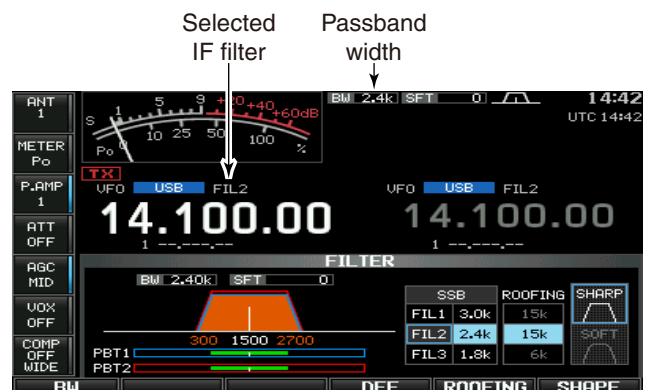 Selected
IF filter
Passband
width
ANT
1
METER
Po
P.AMP
1
ATT
OFF
AGC
MID
VOX
OFF
COMP
OFF
WIDE
S 1 5 9 +20 +40 +60dB
Po 0 10 25 50 100 %
BW 2.4k SFT 0
14:42
UTC 14:42
TX
VFO USB FIL2
14.100.00
1 --.---.--
VFO USB FIL2
14.100.00
1 --.---.--
FILTER
BW 2.40k SFT 0
300 1500 2700
PBT1
PBT2
SSB ROOFING
FIL1 3.0k 15k
FIL2 2.4k 15k
FIL3 1.8k 6k
SHARP
SOFT
BW DEF ROOFING SHAPE